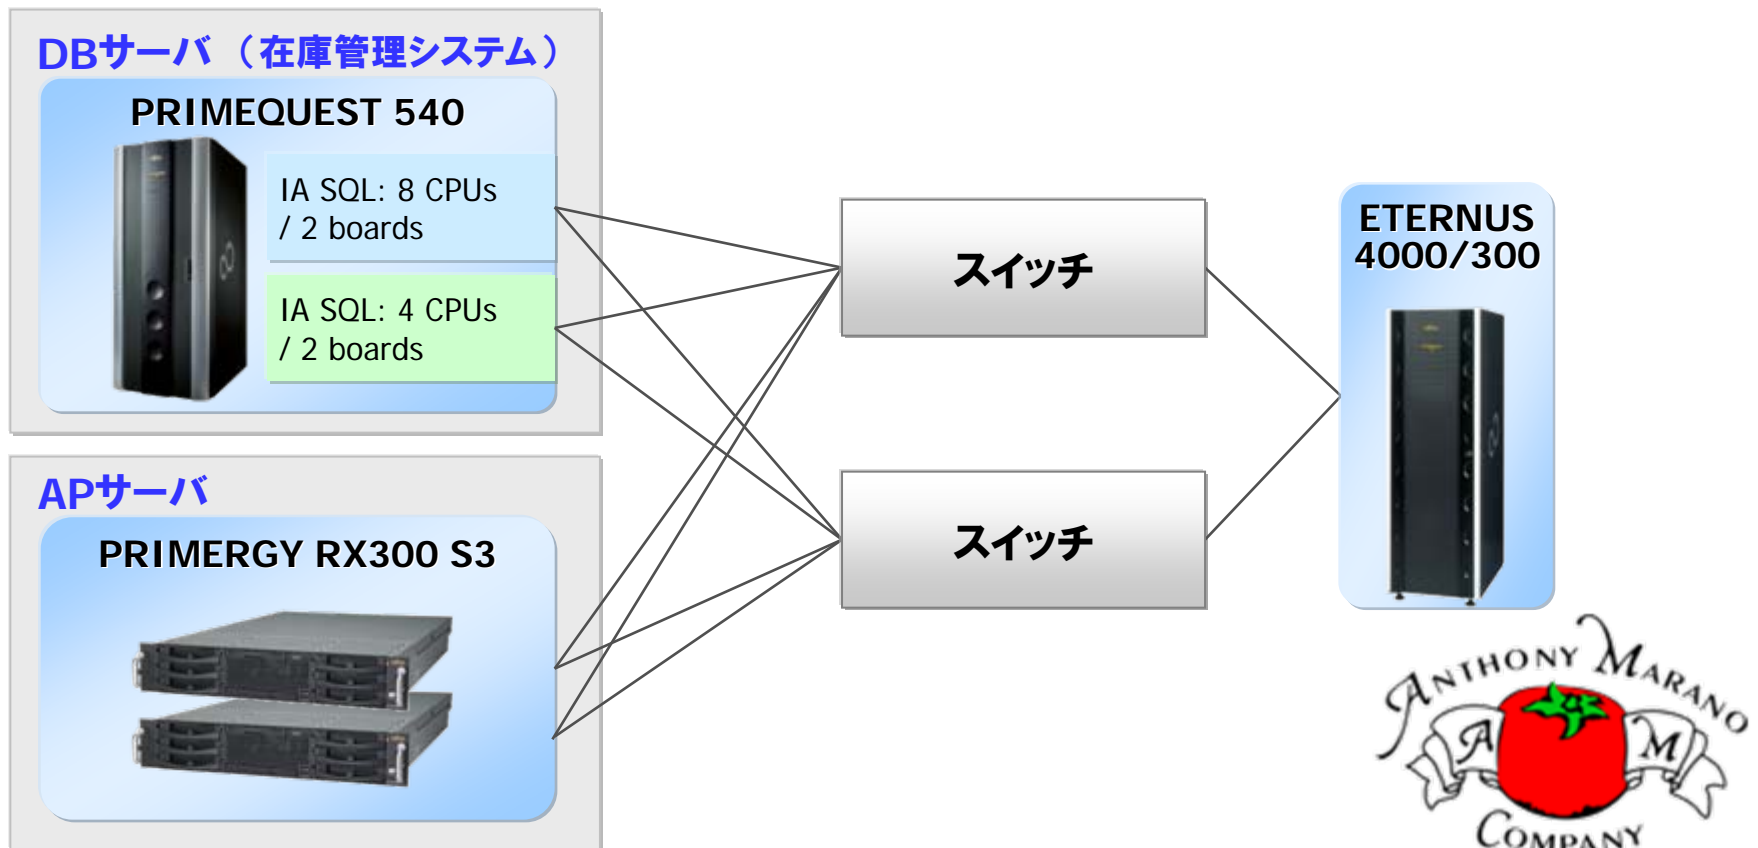 DBサーバ（在庫管理システム）
PRIMEQUEST 540
IA SQL: 8 CPUs
/ 2 boards
IA SQL: 4 CPUs
/ 2 boards
APサーバ
PRIMERGY RX300 S3
スイッチ
スイッチ
ETERNUS
4000/300
ANTHONY MARANO
A M
COMPANY